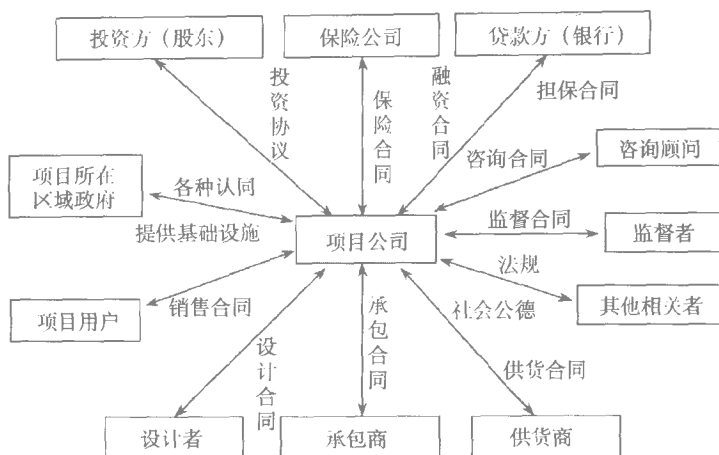 投资方（股东）
保险公司
贷款方（银行）
投资协议
保险合同
融资合同
担保合同
项目所在
区域政府
各种认同
提供基础设施
咨询合同
咨询顾问
项目公司
监督合同
监督者
法规
社会公德
其他相关者
项目用户
销售合同
设计合同
承包合同
供货合同
设计者
承包商
供货商